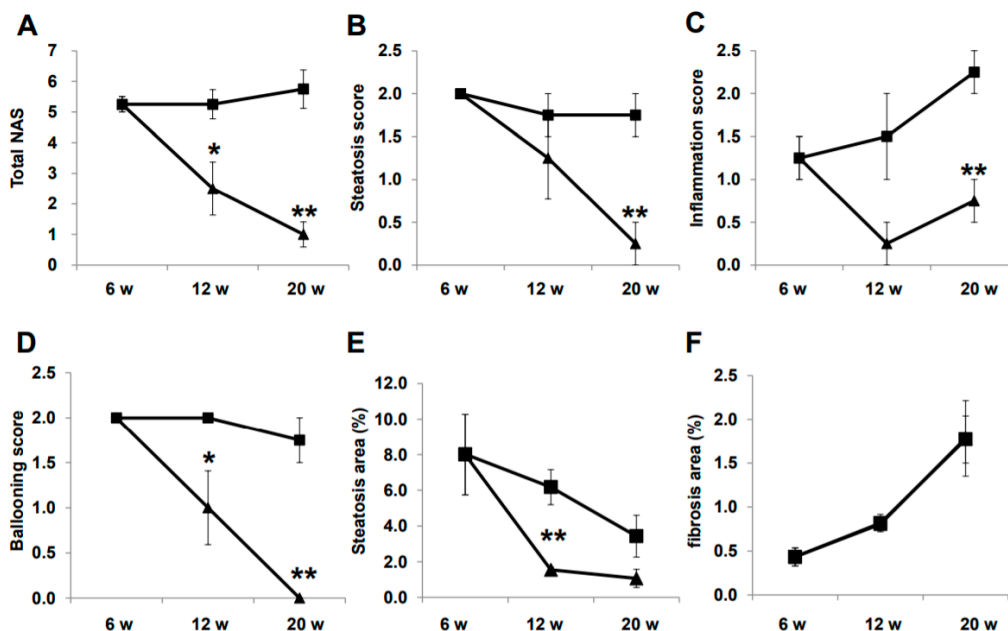 A
Total NAS
7
6
5
4
3
2
1
0
*
**
6 w 12 w 20 w
B
Steatosis score
2.5
2.0
1.5
1.0
0.5
0.0
**
6 w 12 w 20 w
C
Inflammation score
2.5
2.0
1.5
1.0
0.5
0.0
**
6 w 12 w 20 w
D
Ballooning score
2.5
2.0
1.5
1.0
0.5
0.0
*
**
6 w 12 w 20 w
E
Steatosis area (%)
12.0
10.0
8.0
6.0
4.0
2.0
0.0
**
6 w 12 w 20 w
F
fibrosis area (%)
2.5
2.0
1.5
1.0
0.5
0.0
6 w 12 w 20 w